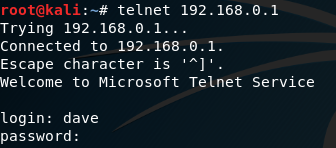 root@kali:~# telnet 192.168.0.1
Trying 192.168.0.1...
Connected to 192.168.0.1.
Escape character is '^]'.
Welcome to Microsoft Telnet Service
login: dave
password: